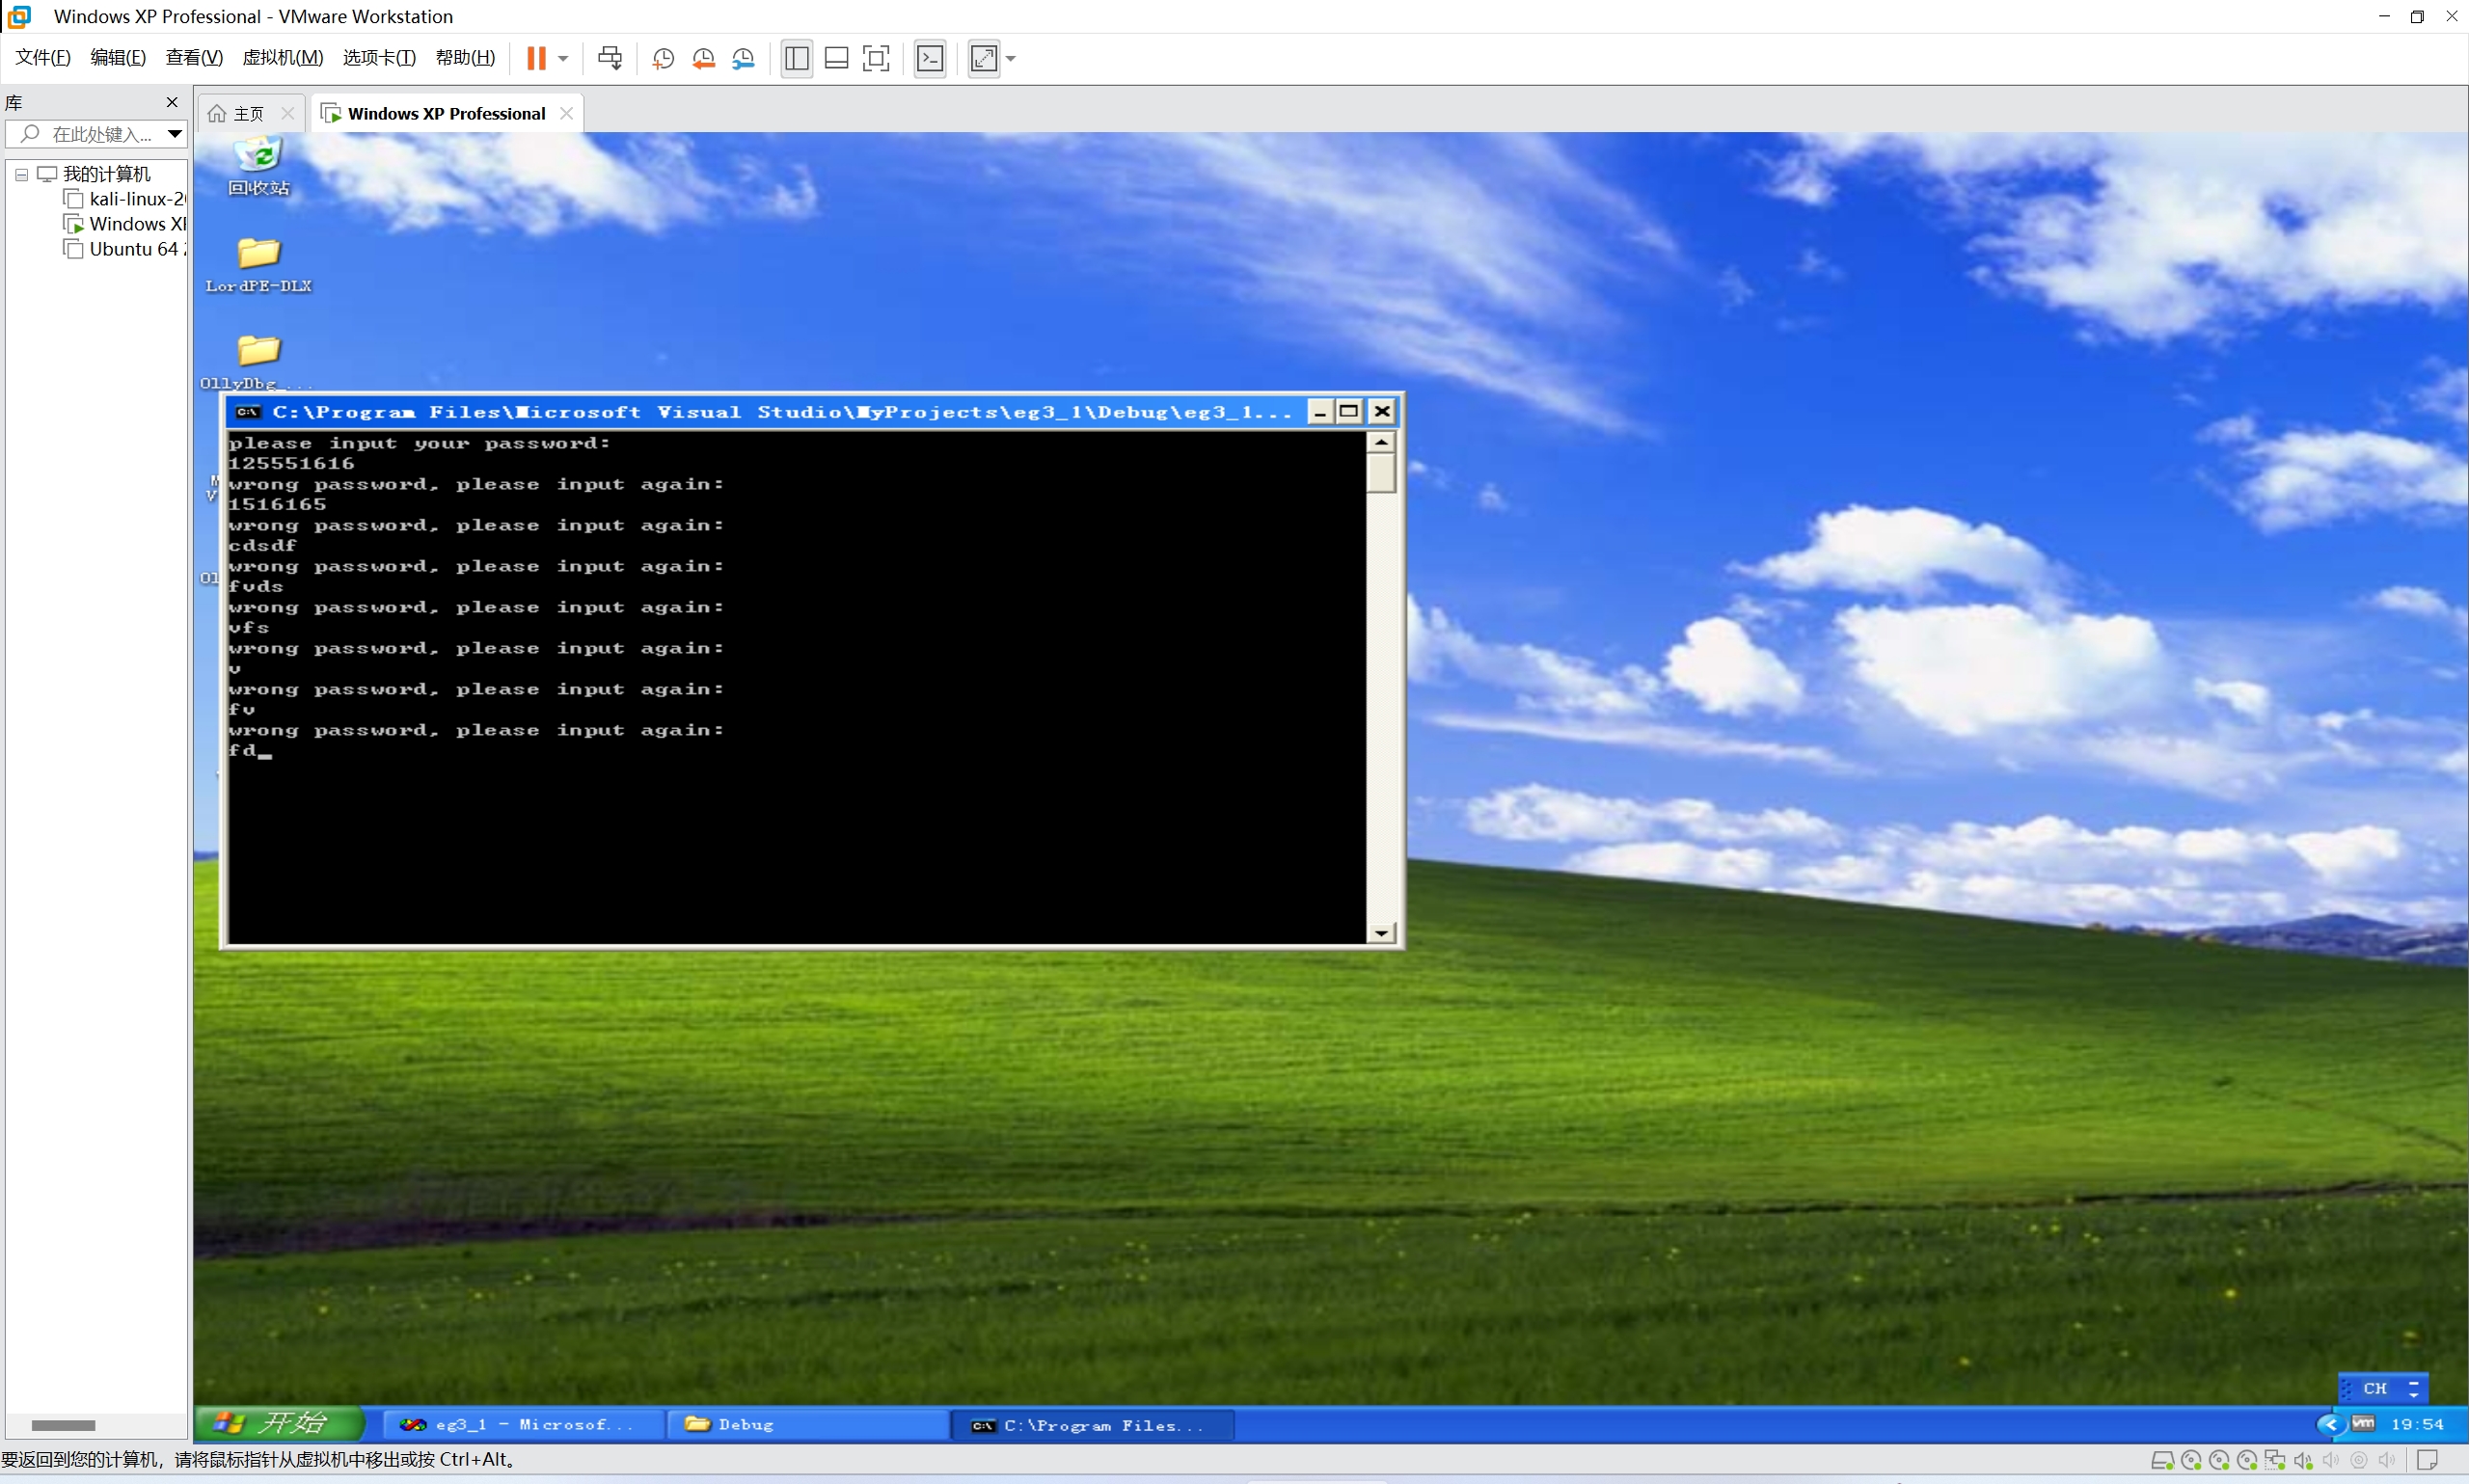 Windows XP Professional - VMware Workstation
文件(F) 编辑(E) 查看(V) 虚拟机(M) 选项卡(T) 帮助(H)
库
在此处键入...
主页
Windows XP Professional
我的计算机
kali-linux-2
Windows XP
Ubuntu 64
回收站
LordPE-DLX
OllyDbg_...
C:\Program Files\Microsoft Visual Studio\MyProjects\eg3_1\Debug\eg3_1...
please input your password:
125551616
wrong password, please input again:
1516165
wrong password, please input again:
cdsdf
wrong password, please input again:
fvds
wrong password, please input again:
vfs
wrong password, please input again:
v
wrong password, please input again:
fv
wrong password, please input again:
fd_
CH
开始
eg3_1 - Microsof...
Debug
C:\Program Files...
19:54
要返回到您的计算机，请将鼠标指针从虚拟机中移出或按 Ctrl+Alt。